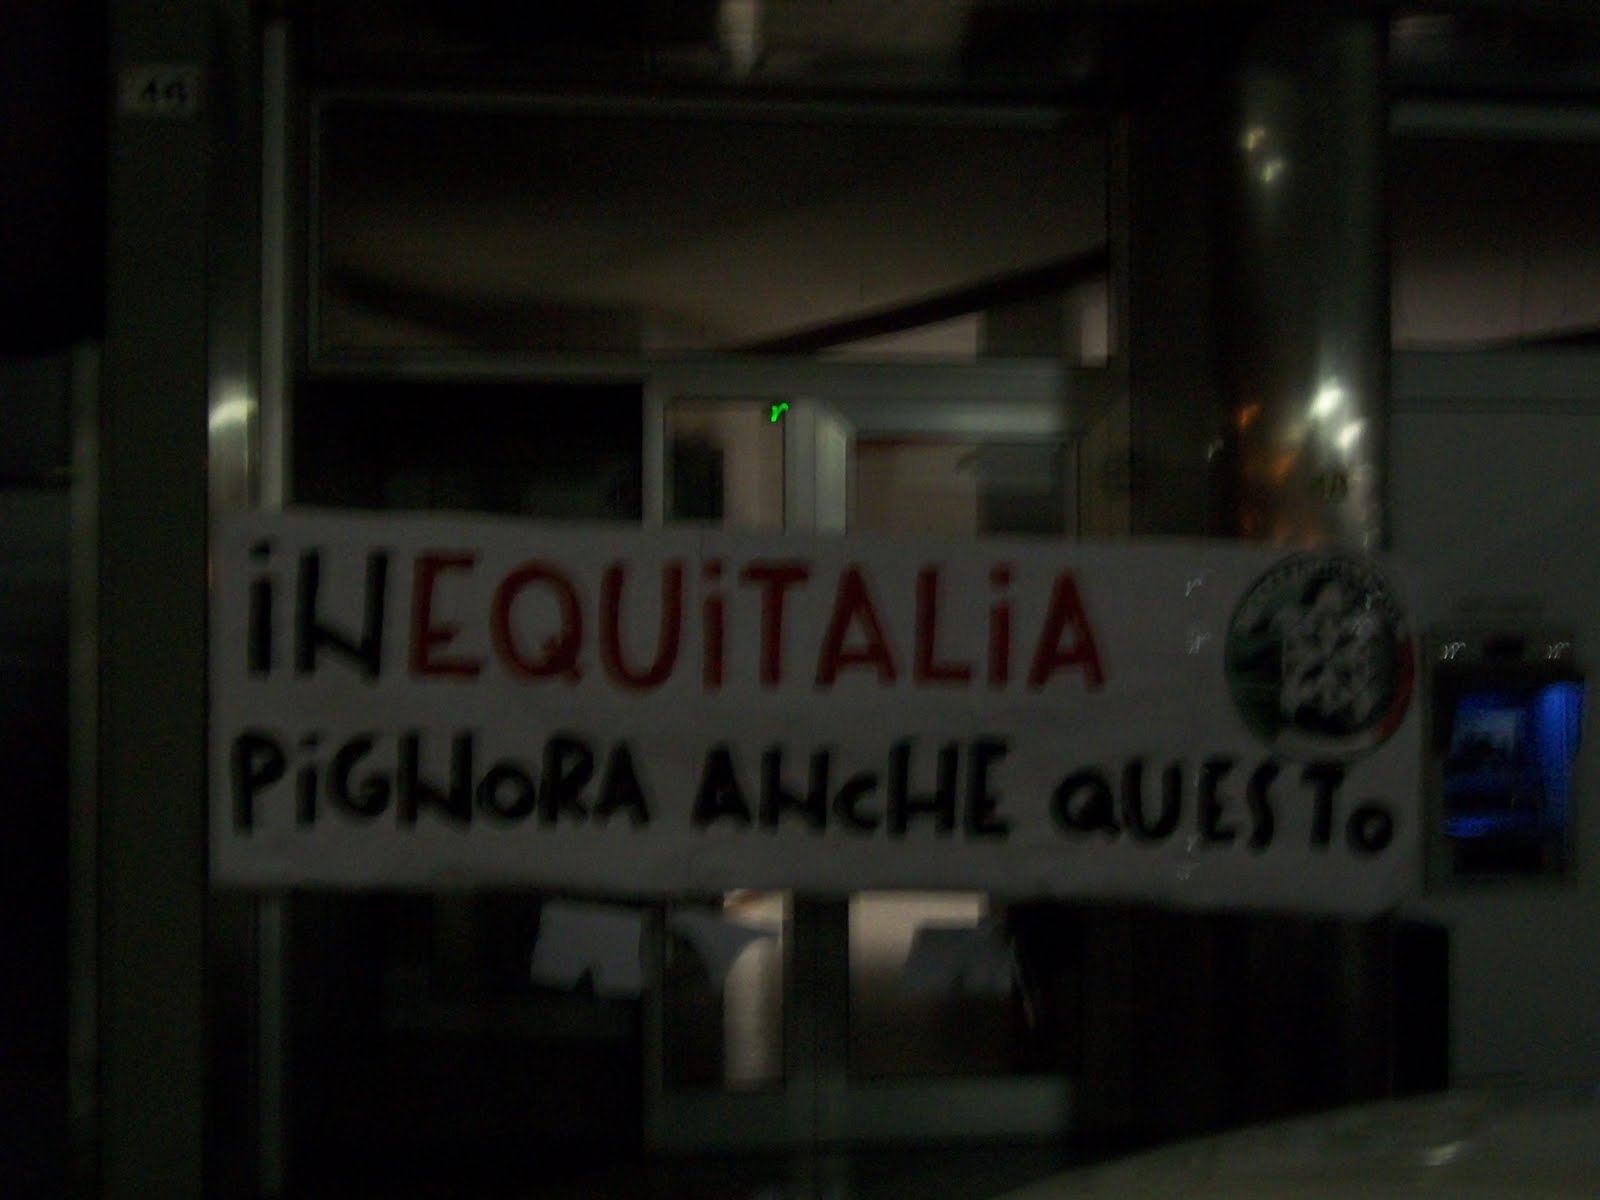 iNEQUiTALiA
PiGNORA ANCHE QUESTO